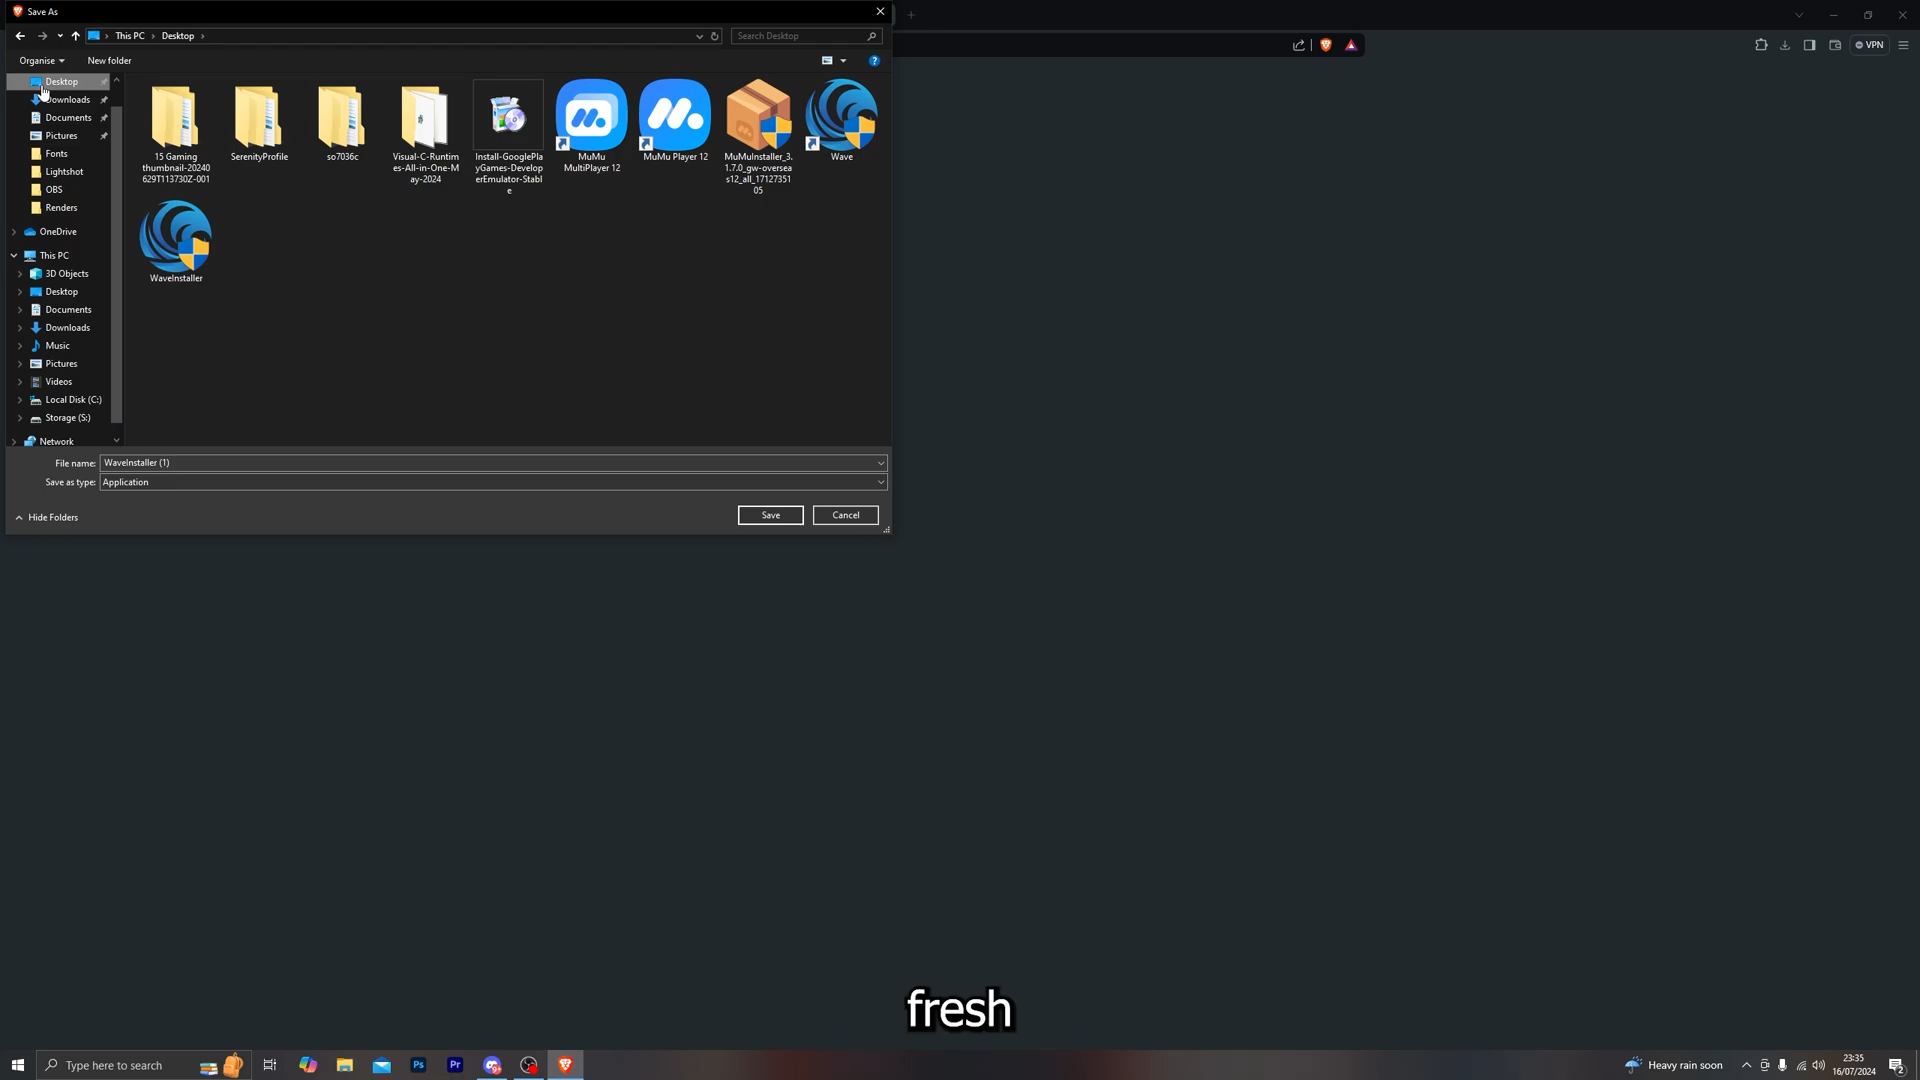 Save As
This PC
Desktop
Search Desktop
VPN
Organise
New folder
Desktop
Downloads
Documents
Pictures
Fonts
Lightshot
OBS
Renders
OneDrive
This PC
3D Objects
Desktop
Documents
Downloads
Music
Pictures
Videos
Local Disk (C:)
Storage (S:)
Network
15 Gaming
thumbnail-20240
629T113730Z-001
SerenityProfile
so7036c
Visual-C-Runtim
es-All-in-One-M
ay-2024
Install-GooglePla
yGames-Develop
erEmulator-Stabl
e
MuMu
MultiPlayer 12
MuMu Player 12
MuMuInstaller_3.
1.7.0_gw-oversea
s12_all_17127351
05
Wave
WaveInstaller
File name: WaveInstaller (1)
Save as type: Application
Hide Folders
Save
Cancel
fresh
Type here to search
Ps
Pr
9+
Heavy rain soon
23:35
16/07/2024
2